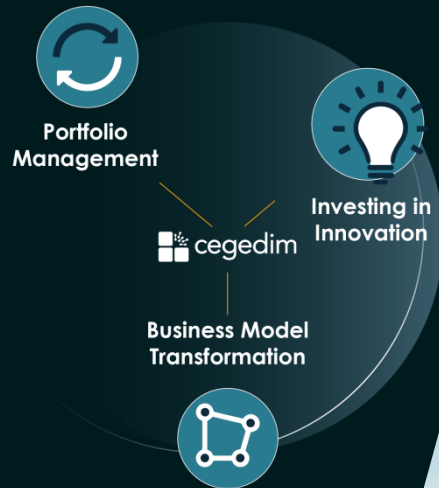 Portfolio
Management
Investing in
Innovation
cegedim
Business Model
Transformation